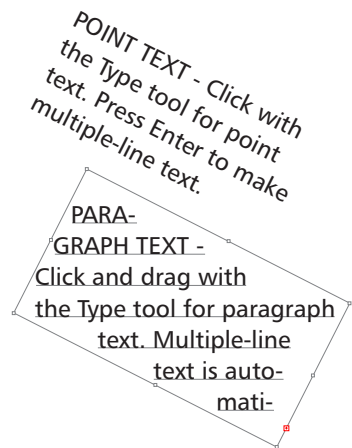 POINT TEXT - Click with
the Type tool for point
text. Press Enter to make
multiple-line text.
PARA-
GRAPH TEXT -
Click and drag with
the Type tool for paragraph
text. Multiple-line
text is auto-
mati-